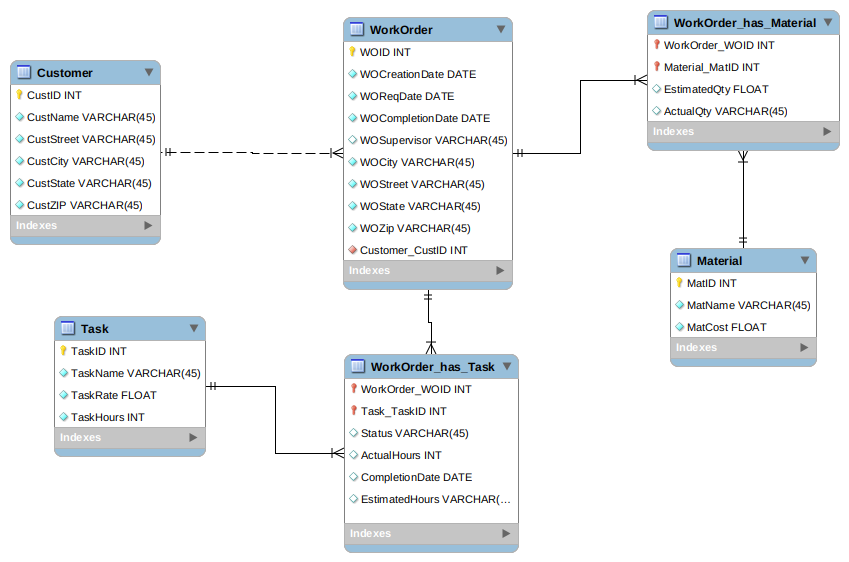 Customer
CustID INT
CustName VARCHAR(45)
CustStreet VARCHAR(45)
CustCity VARCHAR(45)
CustState VARCHAR(45)
CustZIP VARCHAR(45)
Indexes
WorkOrder
WOID INT
WOCreationDate DATE
WOReqDate DATE
WOCompletionDate DATE
WOSupervisor VARCHAR(45)
WOCity VARCHAR(45)
WOStreet VARCHAR(45)
WOState VARCHAR(45)
WOZip VARCHAR(45)
Customer_CustID INT
Indexes
WorkOrder_has_Material
WorkOrder_WOID INT
Material_MatID INT
EstimatedQty FLOAT
ActualQty VARCHAR(45)
Indexes
Material
MatID INT
MatName VARCHAR(45)
MatCost FLOAT
Indexes
Task
TaskID INT
TaskName VARCHAR(45)
TaskRate FLOAT
TaskHours INT
Indexes
WorkOrder_has_Task
WorkOrder_WOID INT
Task_TaskID INT
Status VARCHAR(45)
ActualHours INT
CompletionDate DATE
EstimatedHours VARCHAR(...
Indexes